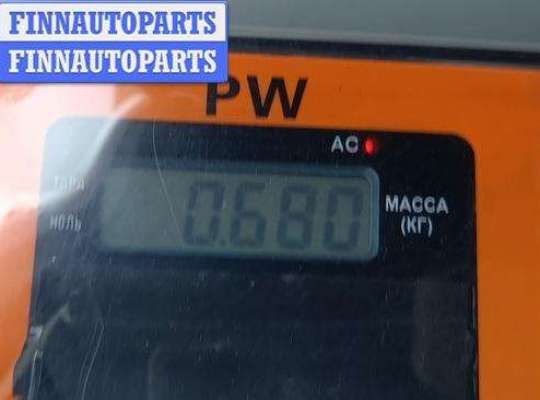 FINNAUTOPARTS
FINNAUTOPARTS
PW
AC
ТАРА
НОЛЬ
0.680
МАССА
(КГ)